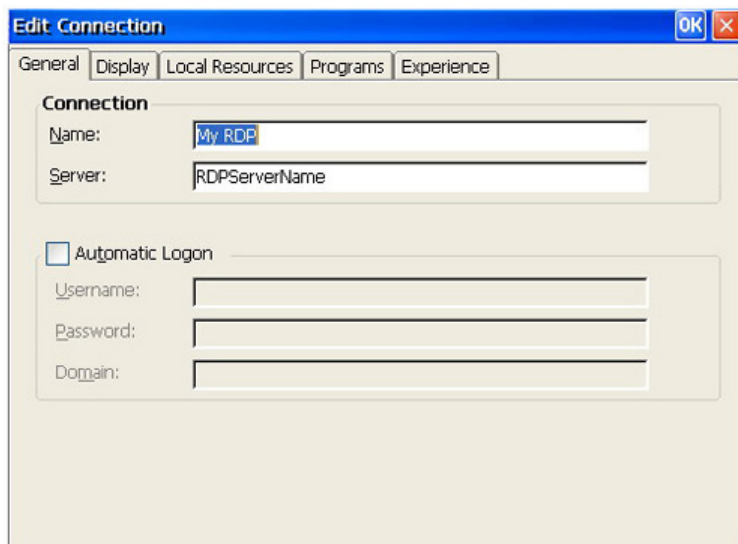 Edit Connection OK
General Display Local Resources Programs Experience
Connection
Name: My RDP
Server: RDPServerName
Automatic Logon
Username:
Password:
Domain: